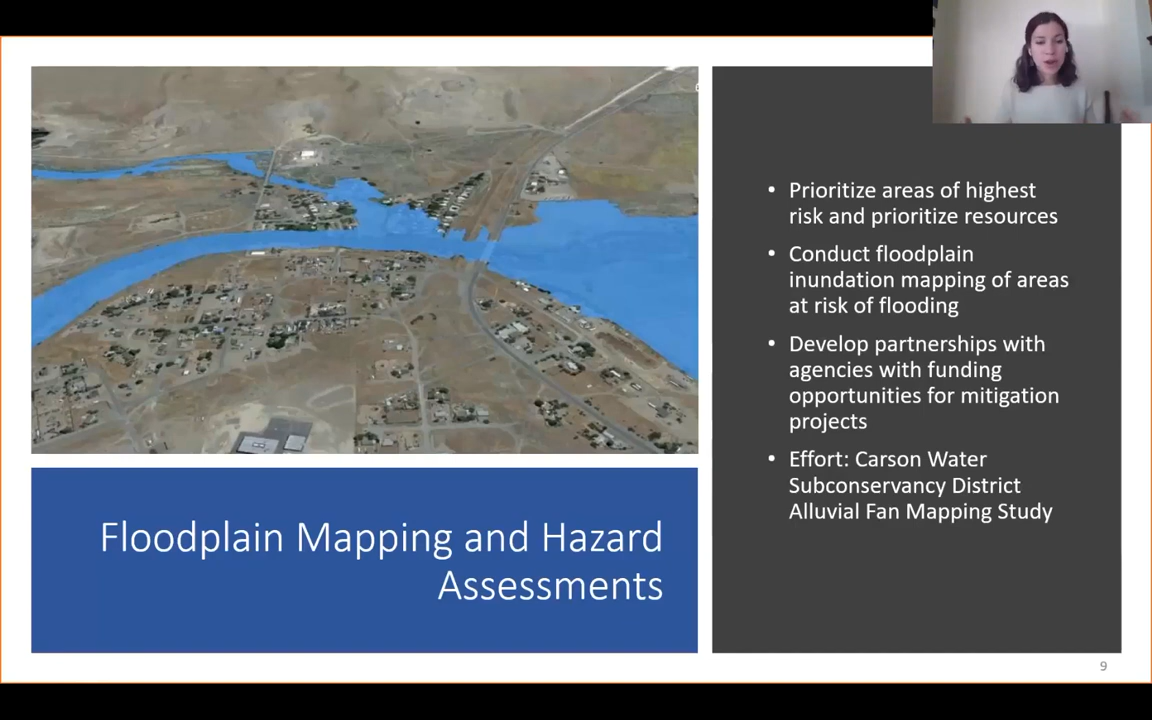 Floodplain Mapping and Hazard
Assessments
• Prioritize areas of highest
risk and prioritize resources
• Conduct floodplain
inundation mapping of areas
at risk of flooding
• Develop partnerships with
agencies with funding
opportunities for mitigation
projects
• Effort: Carson Water
Subconservancy District
Alluvial Fan Mapping Study
9